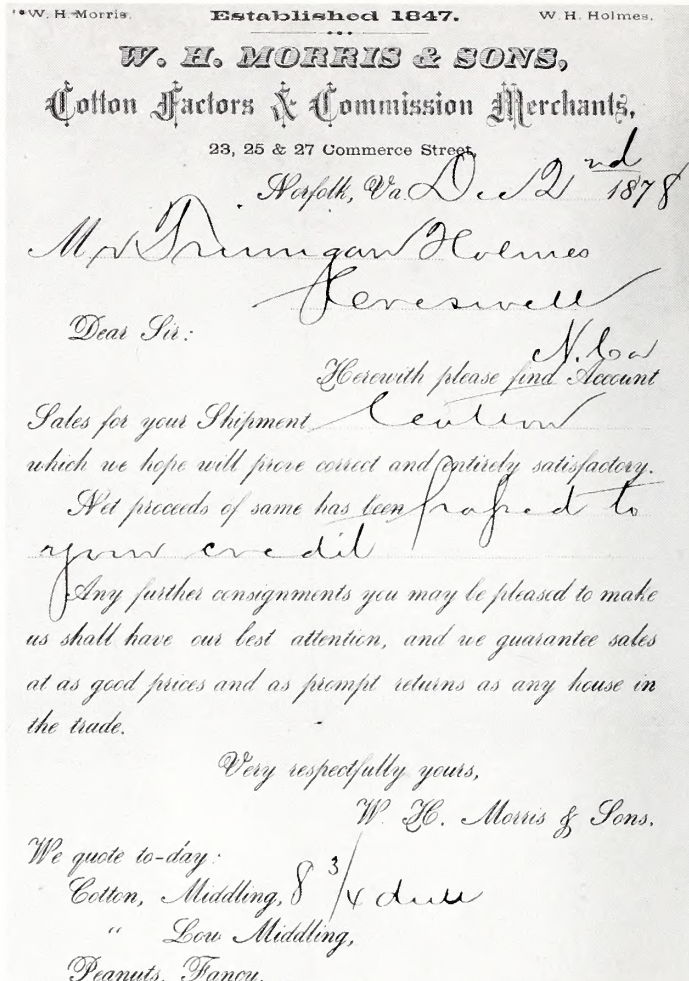 W. H. Morris. Established 1847. W. H. Holmes.
W. H. MORRIS & SONS,
Cotton Factors & Commission Merchants,
23, 25 & 27 Commerce Street,
Norfolk, Va. Dec 2nd 1878
Mr Holmes
Dear Sir:
N. Ca
Herewith please find Account
Sales for your Shipment Cotton
which we hope will prove correct and entirely satisfactory.
Net proceeds of same has been passed to
your credit
Any further consignments you may be pleased to make
us shall have our best attention, and we guarantee sales
at as good prices and as prompt returns as any house in
the trade.
Very respectfully yours,
W. H. Morris & Sons.
We quote to-day:
Cotton, Middling, 8 3/4 dull
" Low Middling,
Peanuts, Fancy,